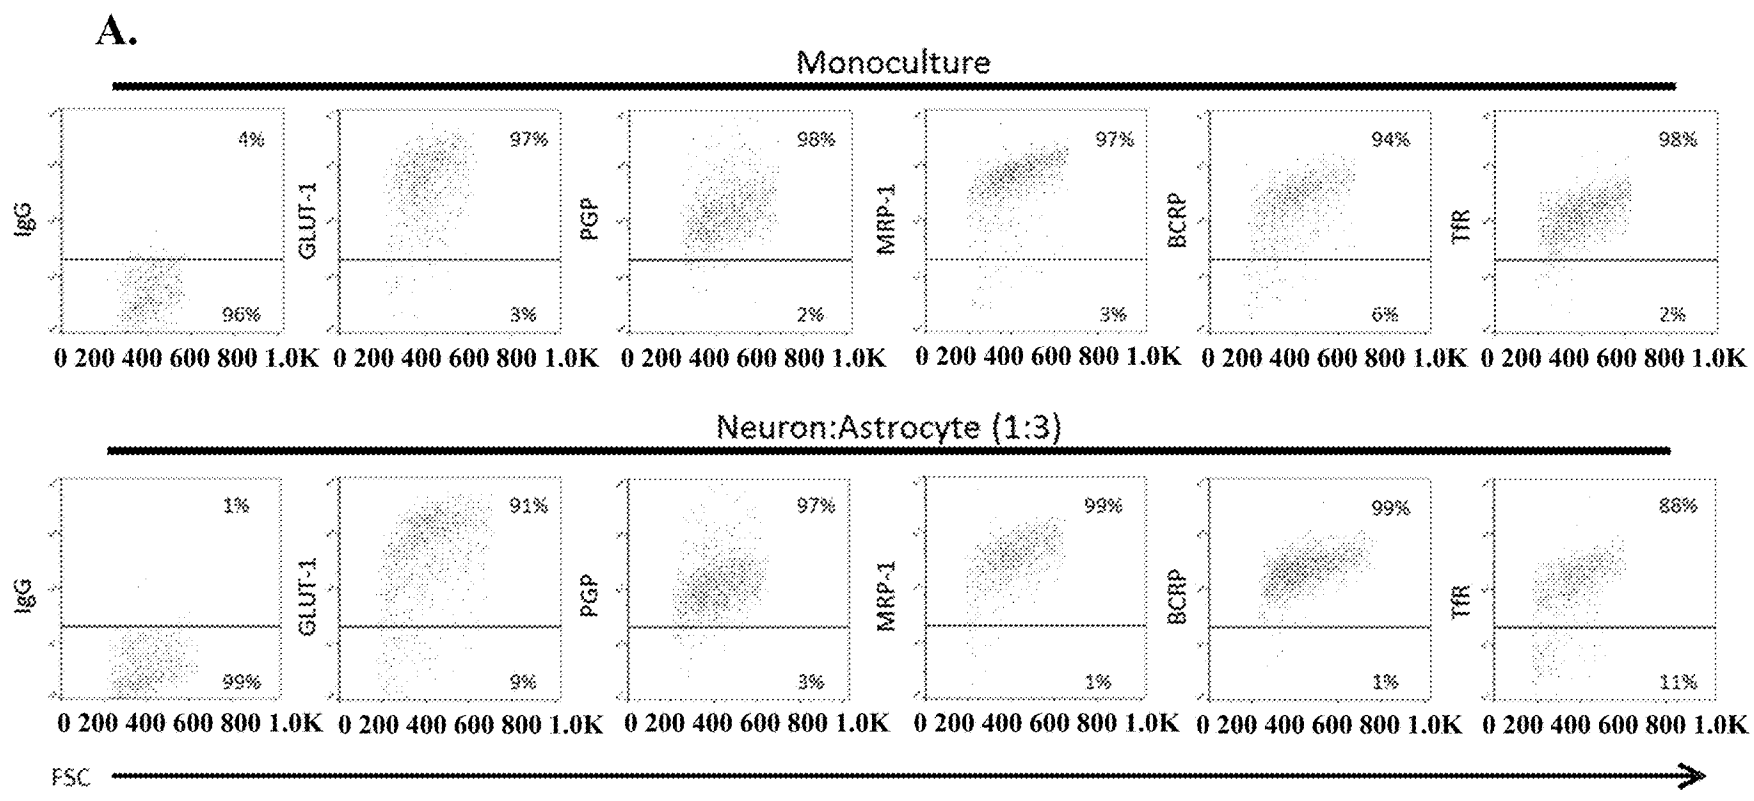 A.
Monoculture
4% 97% 98% 97% 94% 98%
IgG GLUT-1 PGP MRP-1 BCRP TfR
96% 3% 2% 3% 6% 2%
0 200 400 600 800 1.0K 0 200 400 600 800 1.0K 0 200 400 600 800 1.0K 0 200 400 600 800 1.0K 0 200 400 600 800 1.0K 0 200 400 600 800 1.0K
Neuron:Astrocyte (1:3)
1% 91% 97% 99% 99% 88%
IgG GLUT-1 PGP MRP-1 BCRP TfR
99% 9% 3% 1% 1% 11%
0 200 400 600 800 1.0K 0 200 400 600 800 1.0K 0 200 400 600 800 1.0K 0 200 400 600 800 1.0K 0 200 400 600 800 1.0K 0 200 400 600 800 1.0K
FSC